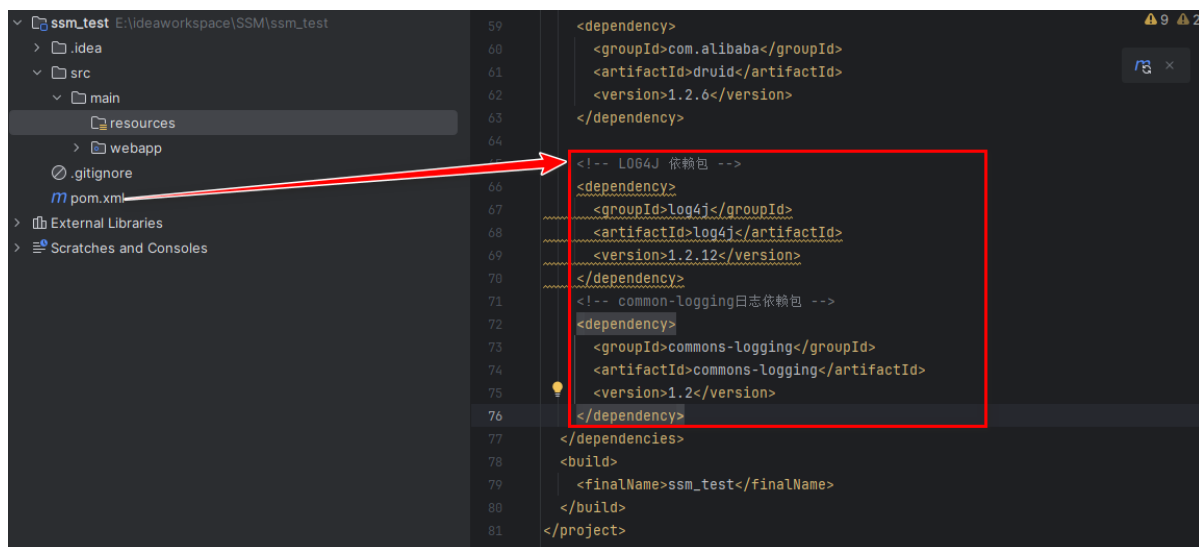 ssm_test E:\ideaworkspace\SSM\ssm_test
.idea
src
main
resources
webapp
.gitignore
pom.xml
External Libraries
Scratches and Consoles
9 2
59 <dependency>
60 <groupId>com.alibaba</groupId>
61 <artifactId>druid</artifactId>
62 <version>1.2.6</version>
63 </dependency>
64
<!-- LOG4J 依赖包 -->
66 <dependency>
67 <groupId>log4j</groupId>
68 <artifactId>log4j</artifactId>
69 <version>1.2.12</version>
70 </dependency>
71 <!-- common-logging日志依赖包 -->
72 <dependency>
73 <groupId>commons-logging</groupId>
74 <artifactId>commons-logging</artifactId>
75 <version>1.2</version>
76 </dependency>
77 </dependencies>
78 <build>
79 <finalName>ssm_test</finalName>
80 </build>
81 </project>